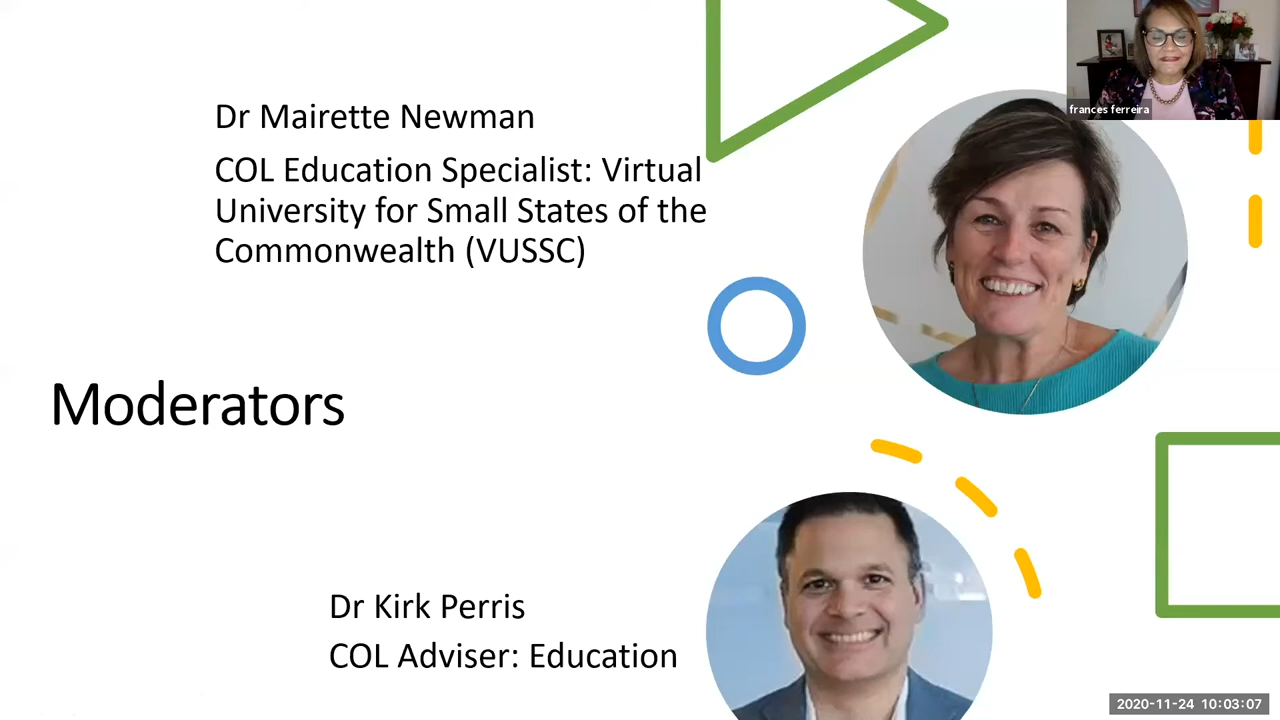 Dr Mairette Newman
COL Education Specialist: Virtual
University for Small States of the
Commonwealth (VUSSC)
frances ferreira
Moderators
Dr Kirk Perris
COL Adviser: Education
2020-11-24 10:03:07